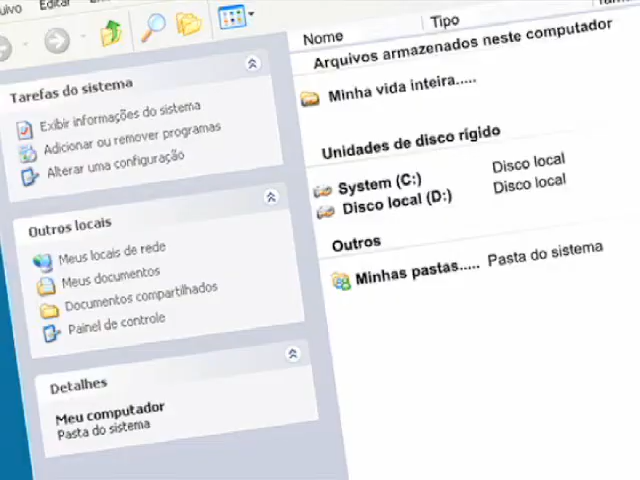 Editar
Nome
Tipo
Arquivos armazenados neste computador
Minha vida inteira.....
Unidades de disco rígido
System (C:)
Disco local
Disco local (D:)
Disco local
Outros
Minhas pastas.....
Pasta do sistema
Tarefas do sistema
Exibir informações do sistema
Adicionar ou remover programas
Alterar uma configuração
Outros locais
Meus locais de rede
Meus documentos
Documentos compartilhados
Painel de controle
Detalhes
Meu computador
Pasta do sistema